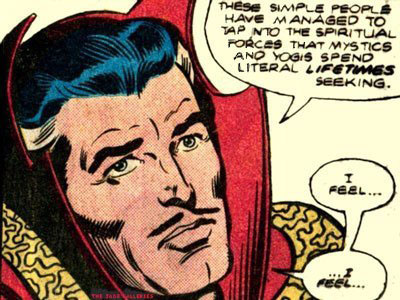 THESE SIMPLE PEOPLE
HAVE MANAGED TO
TAP INTO THE SPIRITUAL
FORCES THAT MYSTICS
AND YOGIS SPEND
LITERAL LIFETIMES
SEEKING.
I
FEEL...
...I
FEEL...